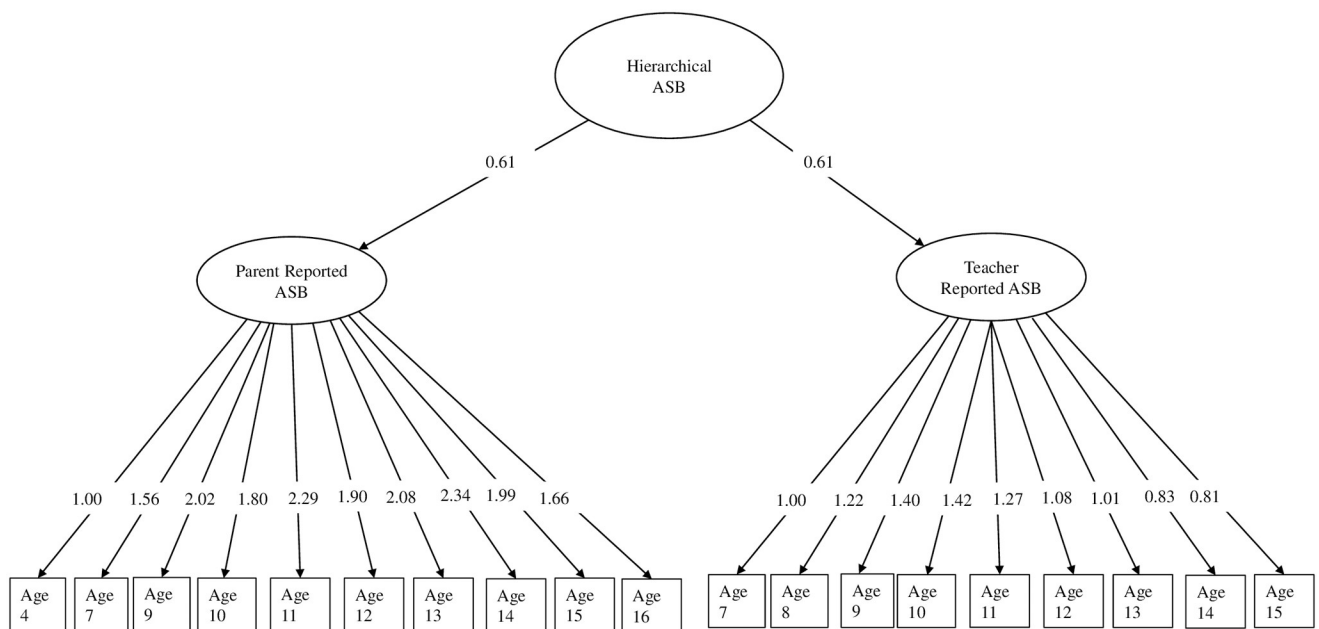 Hierarchical
ASB
0.61
0.61
Parent Reported
ASB
Teacher
Reported ASB
1.00 1.56 2.02 1.80 2.29 1.90 2.08 2.34 1.99 1.66
1.00 1.22 1.40 1.42 1.27 1.08 1.01 0.83 0.81
Age
4
Age
7
Age
9
Age
10
Age
11
Age
12
Age
13
Age
14
Age
15
Age
16
Age
7
Age
8
Age
9
Age
10
Age
11
Age
12
Age
13
Age
14
Age
15